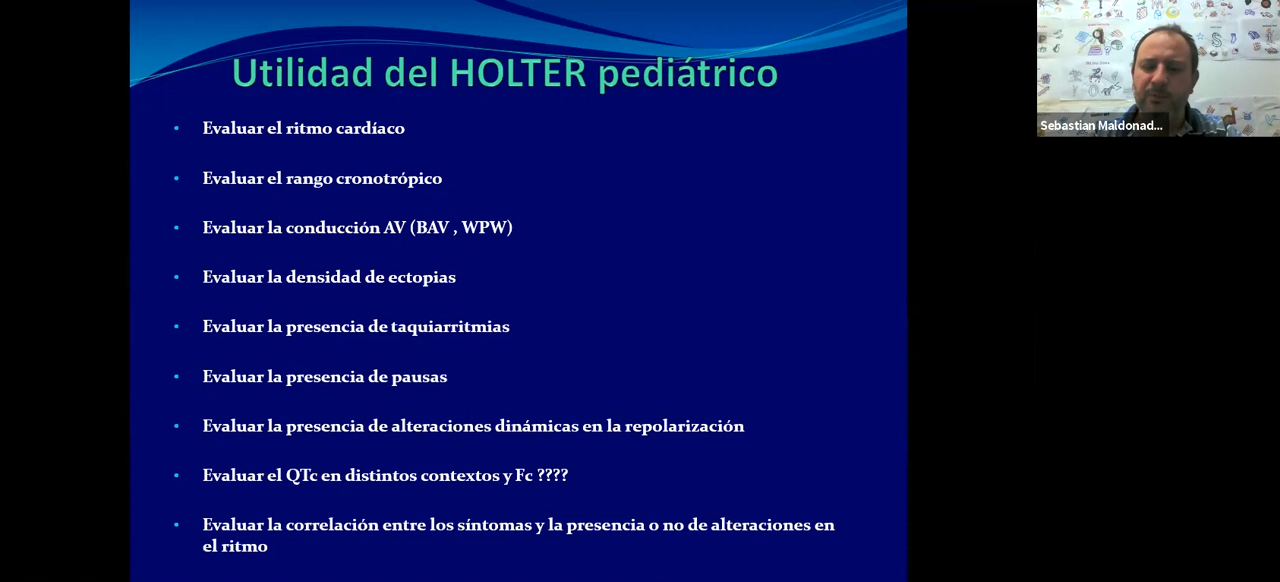 Utilidad del HOLTER pediátrico
• Evaluar el ritmo cardíaco
• Evaluar el rango cronotrópico
• Evaluar la conducción AV (BAV , WPW)
• Evaluar la densidad de ectopias
• Evaluar la presencia de taquiarritmias
• Evaluar la presencia de pausas
• Evaluar la presencia de alteraciones dinámicas en la repolarización
• Evaluar el QTc en distintos contextos y Fc ????
• Evaluar la correlación entre los síntomas y la presencia o no de alteraciones en
el ritmo
Sebastian Maldonad...